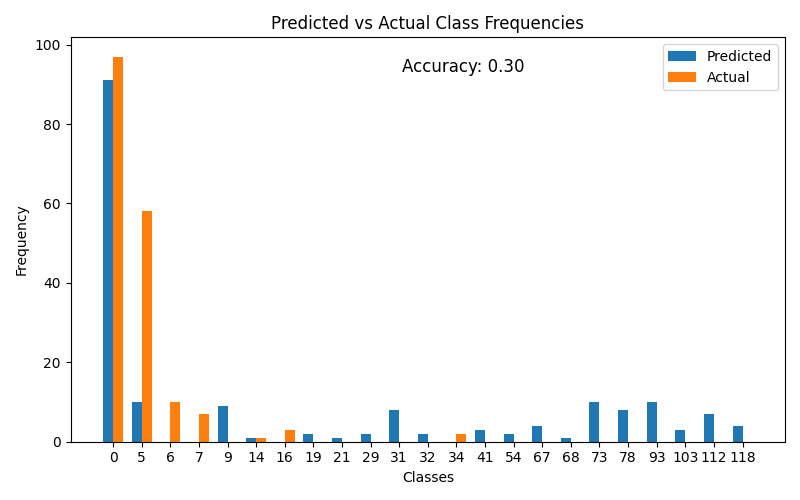 Predicted vs Actual Class Frequencies
Accuracy: 0.30
Predicted
Actual
Frequency
100
80
60
40
20
0
0 5 6 7 9 14 16 19 21 29 31 32 34 41 54 67 68 73 78 93 103 112 118
Classes